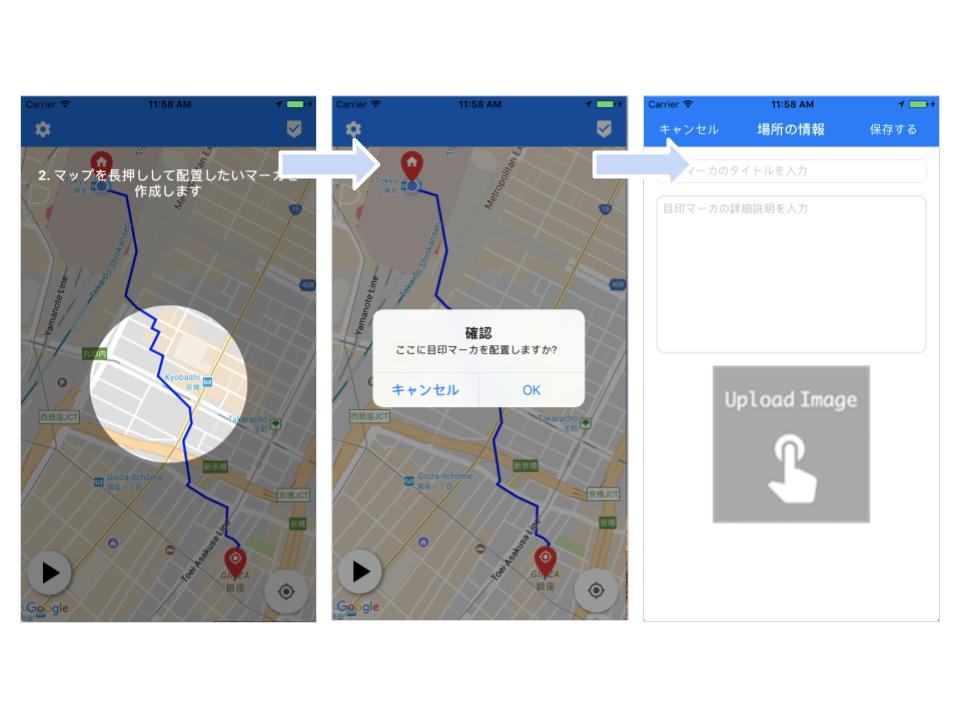 Carrier 11:58 AM
2. マップを長押しして配置したいマーカを
作成します
Tokyo
東京
To
Metropolitan Ex
Tokaido Shinkansen
Yamanote Line
15
408
丸の内
P
Kyobashi
京橋
西銀座JCT
Takaracho
宝町
新京橋
Ginza-itchōme
銀座一丁目
京橋JCT
京橋
Toei Asakusa Line
GINZA
銀座
Google
Carrier 11:58 AM
Tokyo
東京
To
Metropolitan Exp
Tokaido Shinkansen
15
408
Yamanote Line
確認
ここに目印マーカを配置しますか?
キャンセル OK
西銀座JCT
Takaracho
宝町
新京橋
Ginza-itchōme
銀座一丁目
京橋JCT
京橋
Toei Asakusa Line
GINZA
銀座
Google
Carrier 11:58 AM
キャンセル 場所の情報 保存する
マーカのタイトルを入力
目印マーカの詳細説明を入力
Upload Image